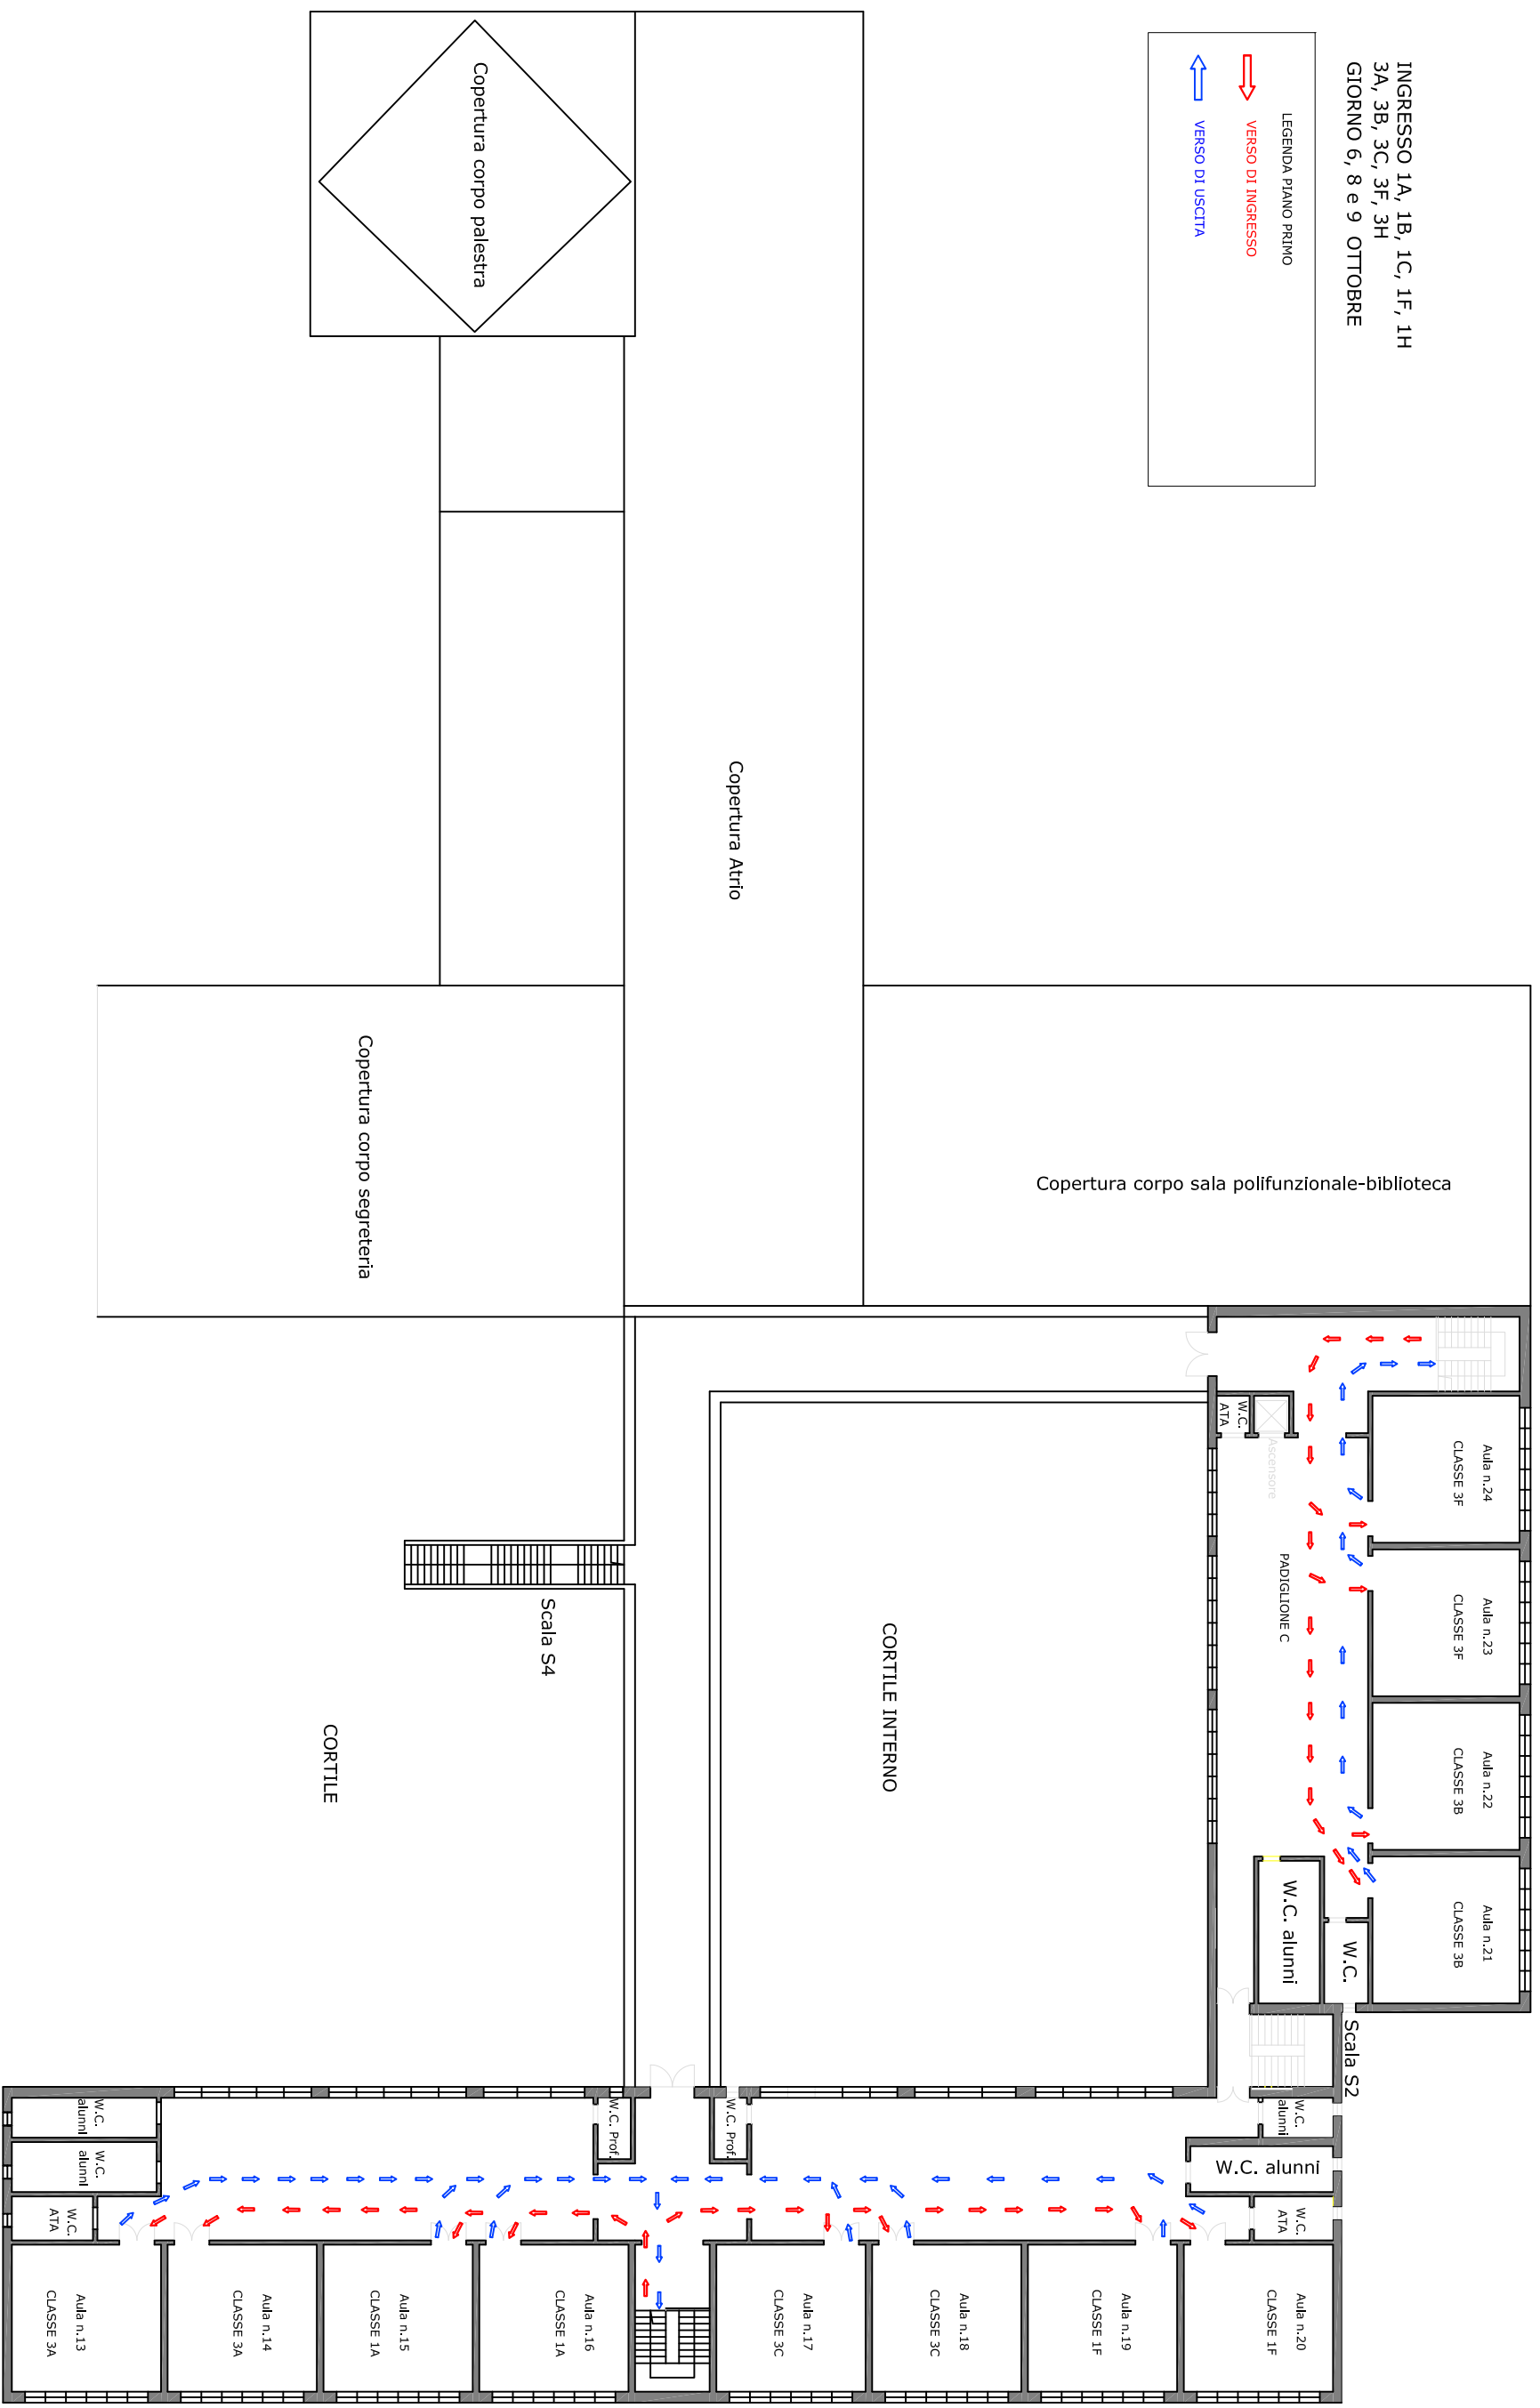 INGRESSO 1A, 1B, 1C, 1F, 1H
3A, 3B, 3C, 3F, 3H
GIORNO 6, 8 e 9 OTTOBRE
LEGENDA PIANO PRIMO
VERSO DI INGRESSO
VERSO DI USCITA
Copertura corpo palestra
Copertura Atrio
Copertura corpo segreteria
Copertura corpo sala polifunzionale-biblioteca
W.C.
ATA
Ascensore
PADIGLIONE C
Aula n.24
CLASSE 3F
Aula n.23
CLASSE 3F
Aula n.22
CLASSE 3B
Aula n.21
CLASSE 3B
W.C. alunni
W.C.
Scala S2
Scala S4
CORTILE INTERNO
CORTILE
W.C.
alunni
W.C. alunni
W.C.
ATA
W.C. Prof.
W.C. Prof.
W.C.
alunni
W.C.
alunni
W.C.
ATA
Aula n.20
CLASSE 1F
Aula n.19
CLASSE 1F
Aula n.18
CLASSE 3C
Aula n.17
CLASSE 3C
Aula n.16
CLASSE 1A
Aula n.15
CLASSE 1A
Aula n.14
CLASSE 3A
Aula n.13
CLASSE 3A